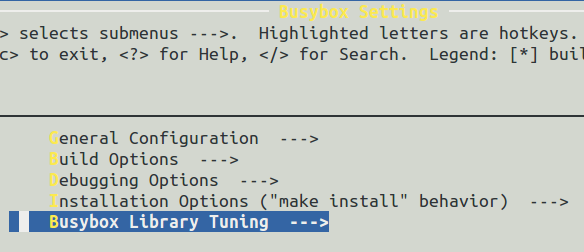 Busybox Settings
> selects submenus --->.  Highlighted letters are hotkeys.
c> to exit, <?> for Help, </> for Search.  Legend: [*] buil
General Configuration  --->
Build Options  --->
Debugging Options  --->
Installation Options ("make install" behavior)  --->
Busybox Library Tuning  --->